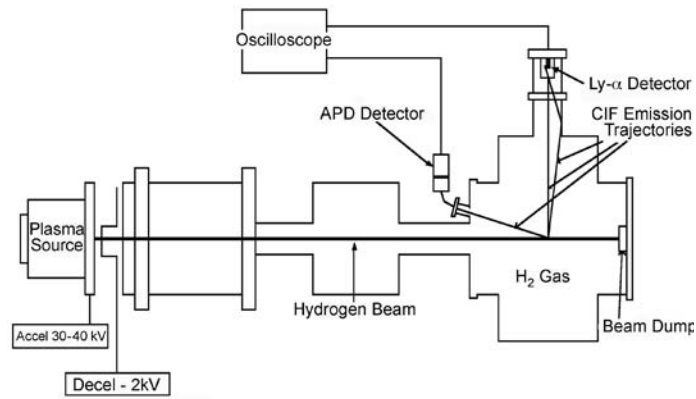 Oscilloscope
Ly-α Detector
APD Detector
CIF Emission
Trajectories
Plasma
Source
H₂ Gas
Hydrogen Beam
Beam Dump
Accel 30-40 kV
Decel - 2kV